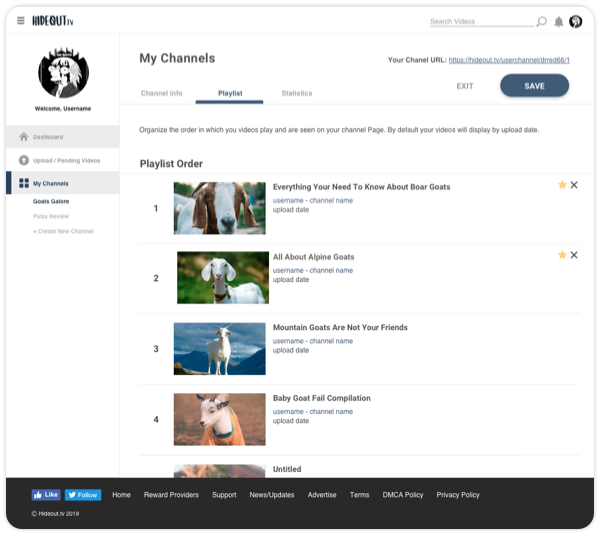 HIDEOUT TV
Search Videos
Welcome, Username
Dashboard
Upload / Pending Videos
My Channels
Goats Galore
Pizza Review
+ Create New Channel
My Channels
Your Chanel URL: https://hideout.tv/userchannel/drred66/1
Channel Info
Playlist
Statistics
EXIT
SAVE
Organize the order in which you videos play and are seen on your channel Page. By default your videos will display by upload date.
Playlist Order
1
Everything Your Need To Know About Boar Goats
username - channel name
upload date
2
All About Alpine Goats
username - channel name
upload date
3
Mountain Goats Are Not Your Friends
username - channel name
upload date
4
Baby Goat Fail Compilation
username - channel name
upload date
Untitled
Like
Follow
Home
Reward Providers
Support
News/Updates
Advertise
Terms
DMCA Policy
Privacy Policy
© Hideout.tv 2019